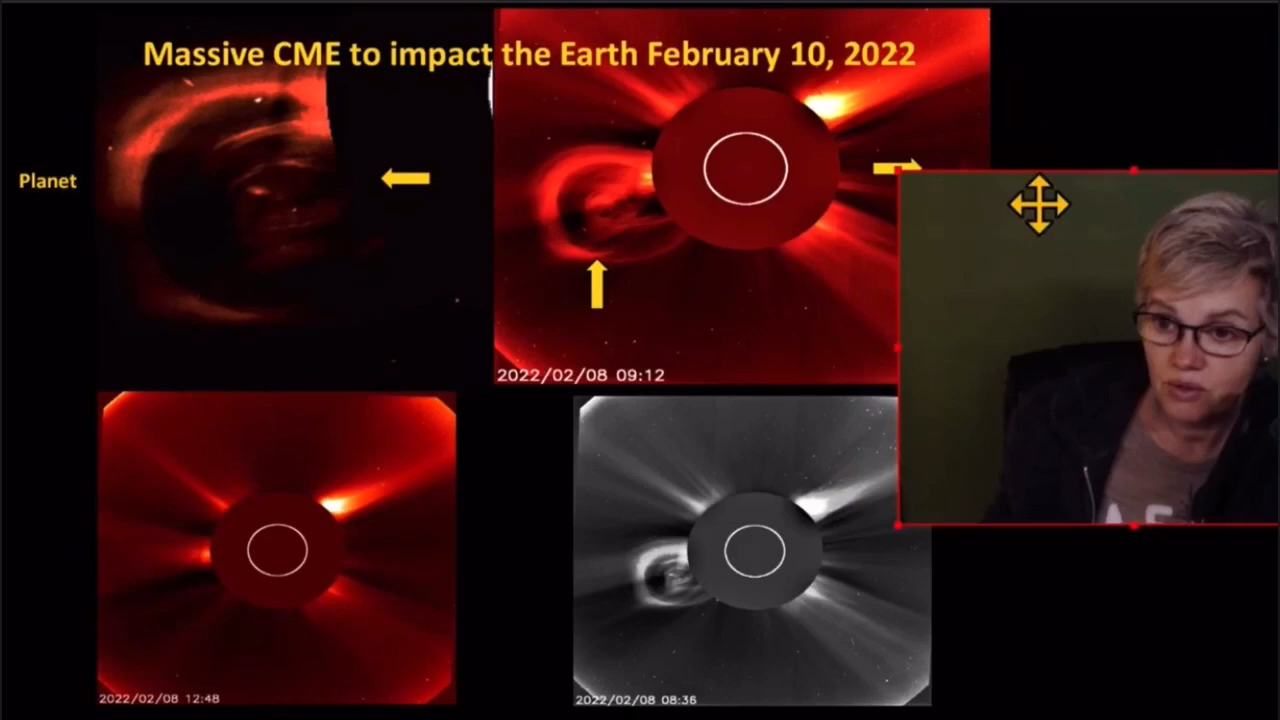 Massive CME to impact the Earth February 10, 2022
Planet
2022/02/08 09:12
2022/02/08 12:48
2022/02/08 08:36